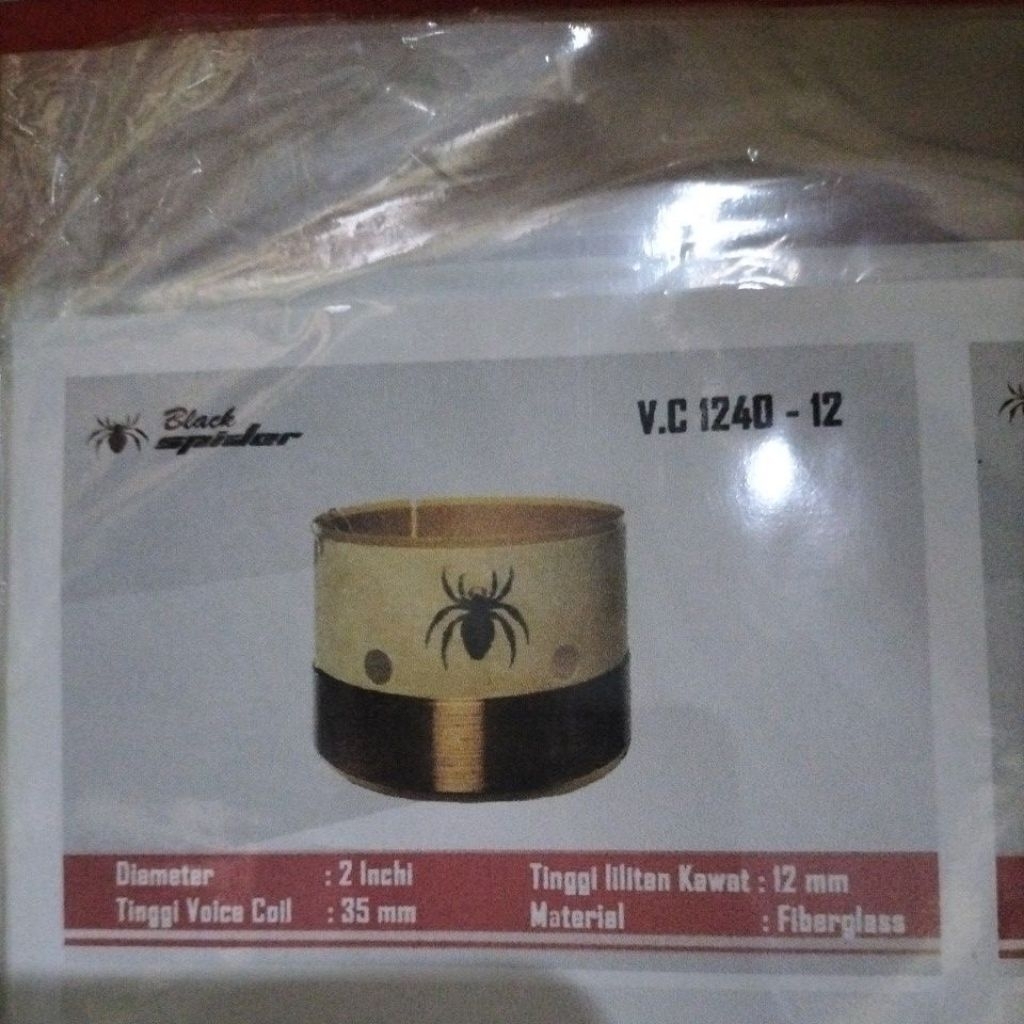 Black
spider
V.C 1240 - 12
Diameter : 2 Inchi
Tinggi Voice Coil : 35 mm
Tinggi lilitan Kawat : 12 mm
Material : Fiberglass